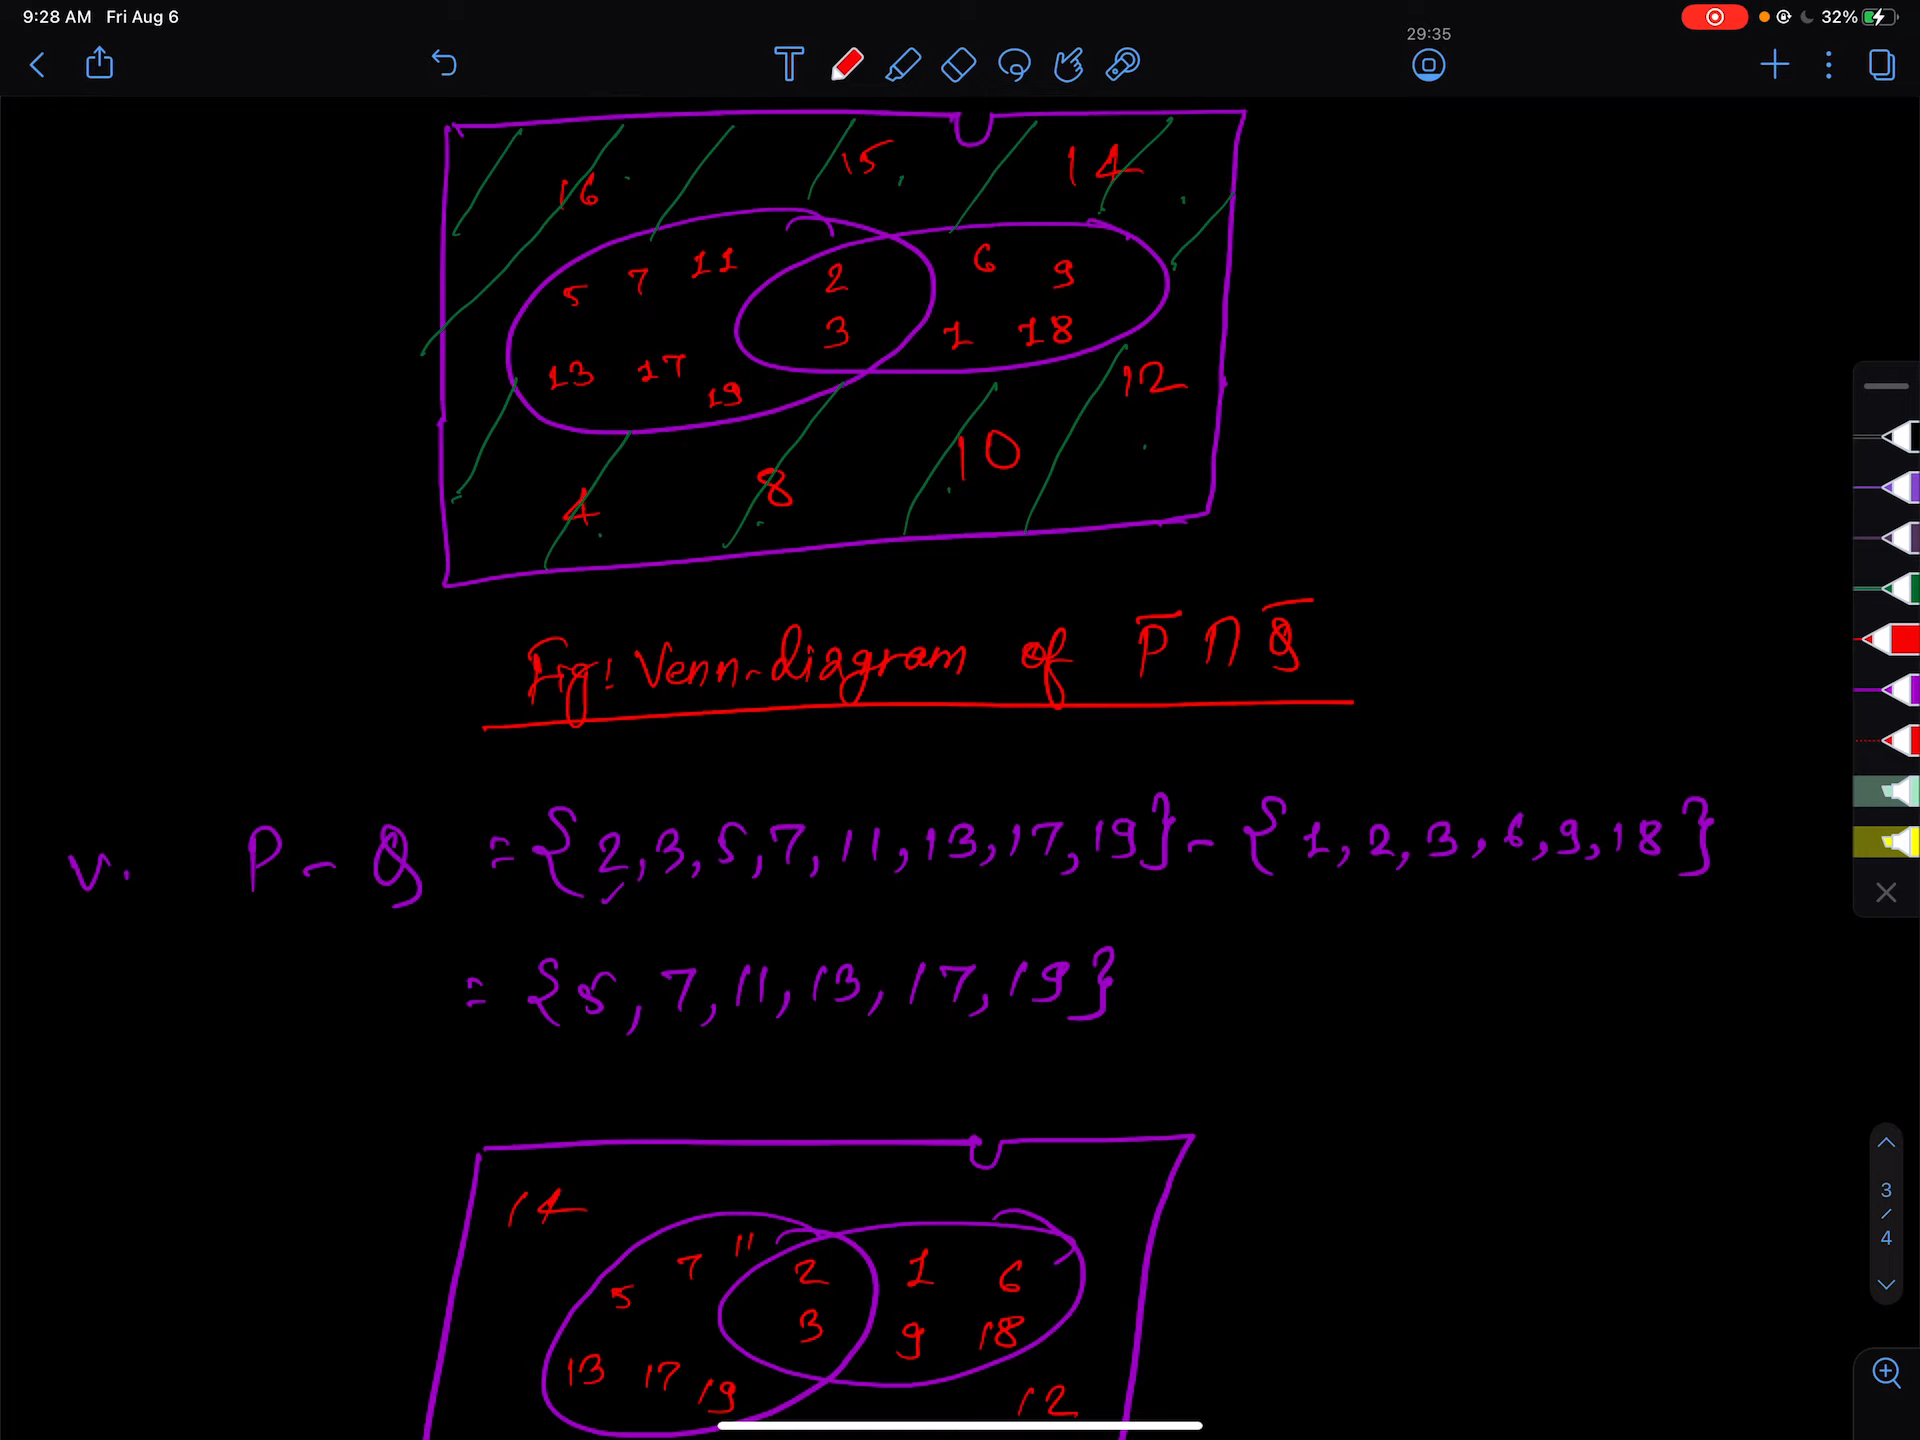 9:28 AM Fri Aug 6
32%
29:35
16 15 14
5 7 11 2 6 9
3 1 18
13 17 19 12
4 8 10
Fig: Venn-diagram of P̅ ∩ Q̅
v. P - Q = {2, 3, 5, 7, 11, 13, 17, 19} - {1, 2, 3, 6, 9, 18}
= {5, 7, 11, 13, 17, 19}
14
5 7 11 2 1 6
3 9 18
13 17 19 12
3
/
4